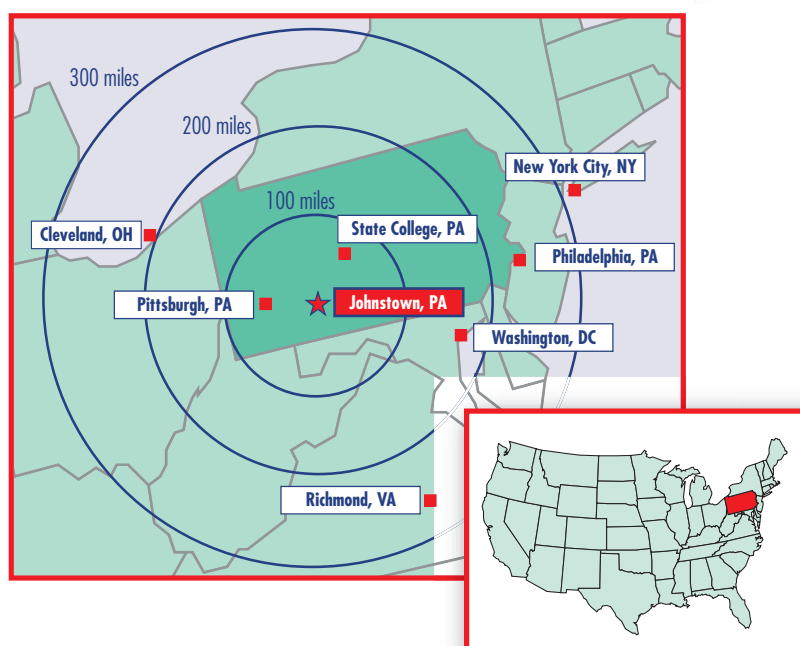 300 miles
200 miles
New York City, NY
100 miles
State College, PA
Cleveland, OH
Philadelphia, PA
Pittsburgh, PA
Johnstown, PA
Washington, DC
Richmond, VA